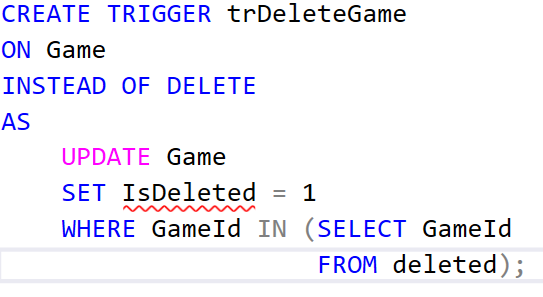 CREATE TRIGGER trDeleteGame
ON Game
INSTEAD OF DELETE
AS
UPDATE Game
SET IsDeleted = 1
WHERE GameId IN (SELECT GameId
FROM deleted);